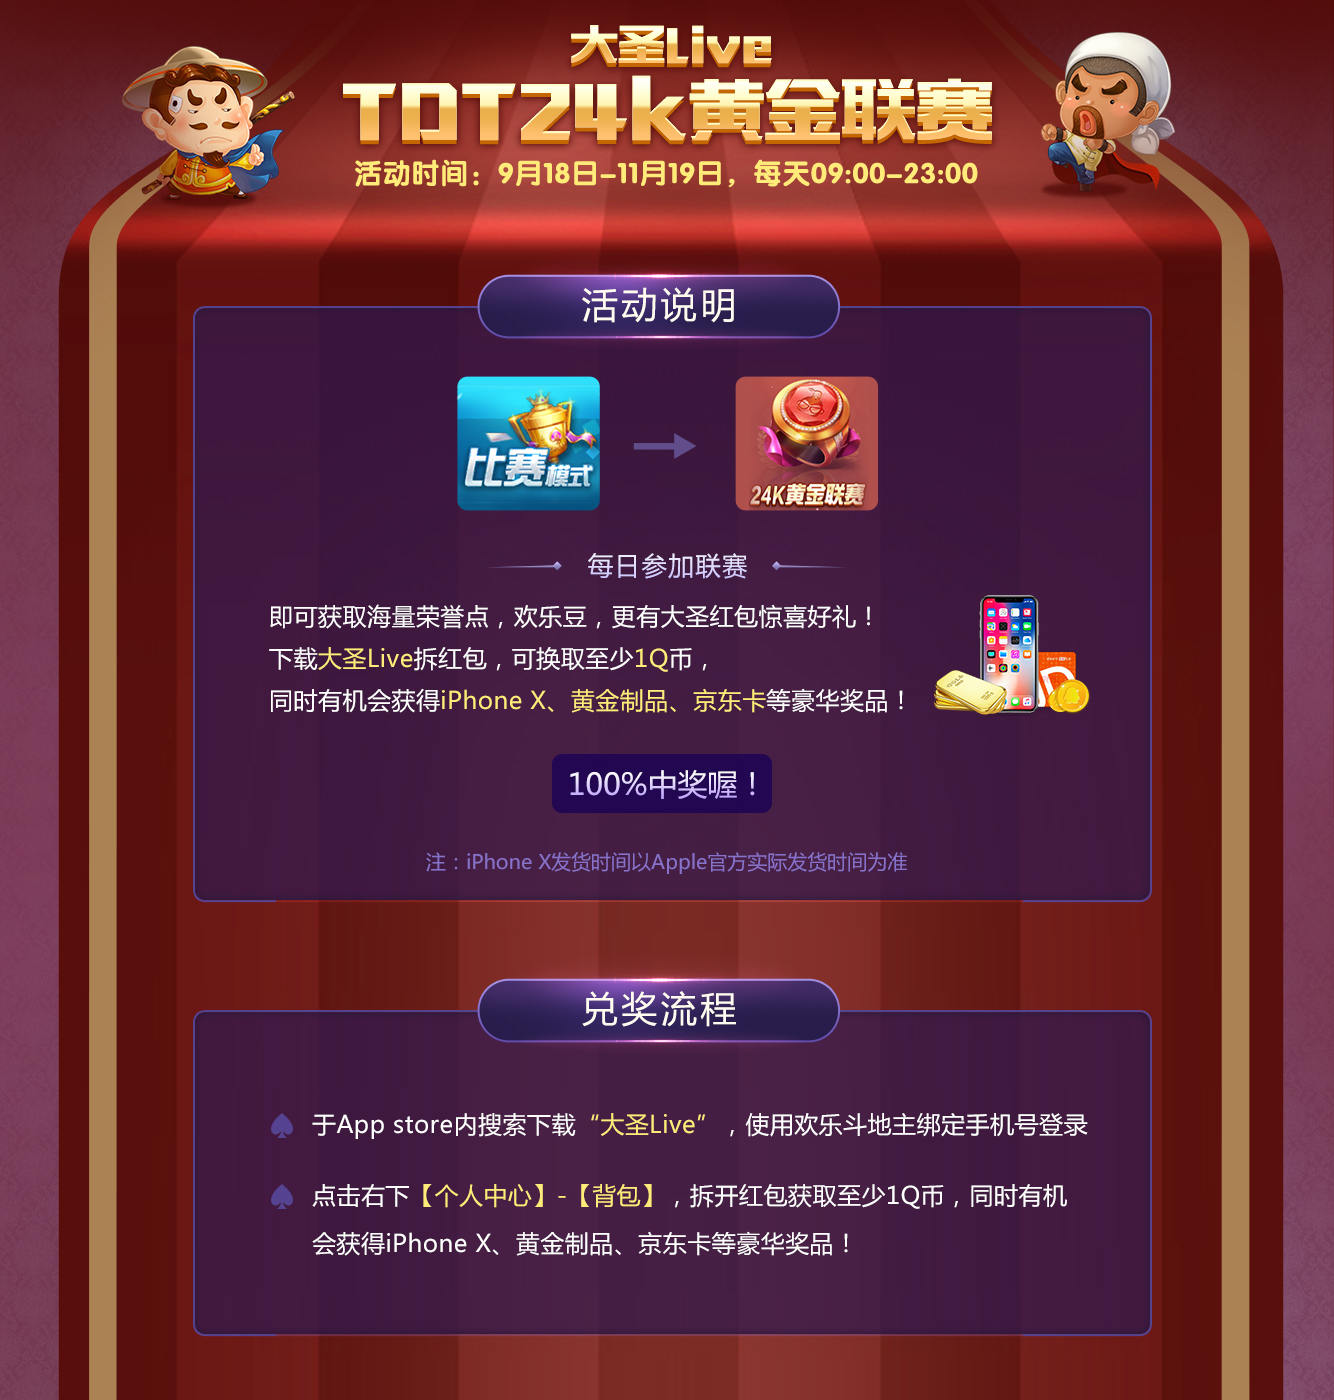 大圣Live
TDT24k黄金联赛
活动时间：9月18日-11月19日，每天09:00-23:00
活动说明
比赛模式
24K黄金联赛
每日参加联赛
即可获取海量荣誉点，欢乐豆，更有大圣红包惊喜好礼！
下载大圣Live拆红包，可换取至少1Q币，
同时有机会获得iPhone X、黄金制品、京东卡等豪华奖品！
100%中奖喔！
注：iPhone X发货时间以Apple官方实际发货时间为准
兑奖流程
于App store内搜索下载“大圣Live”，使用欢乐斗地主绑定手机号登录
点击右下【个人中心】-【背包】，拆开红包获取至少1Q币，同时有机
会获得iPhone X、黄金制品、京东卡等豪华奖品！